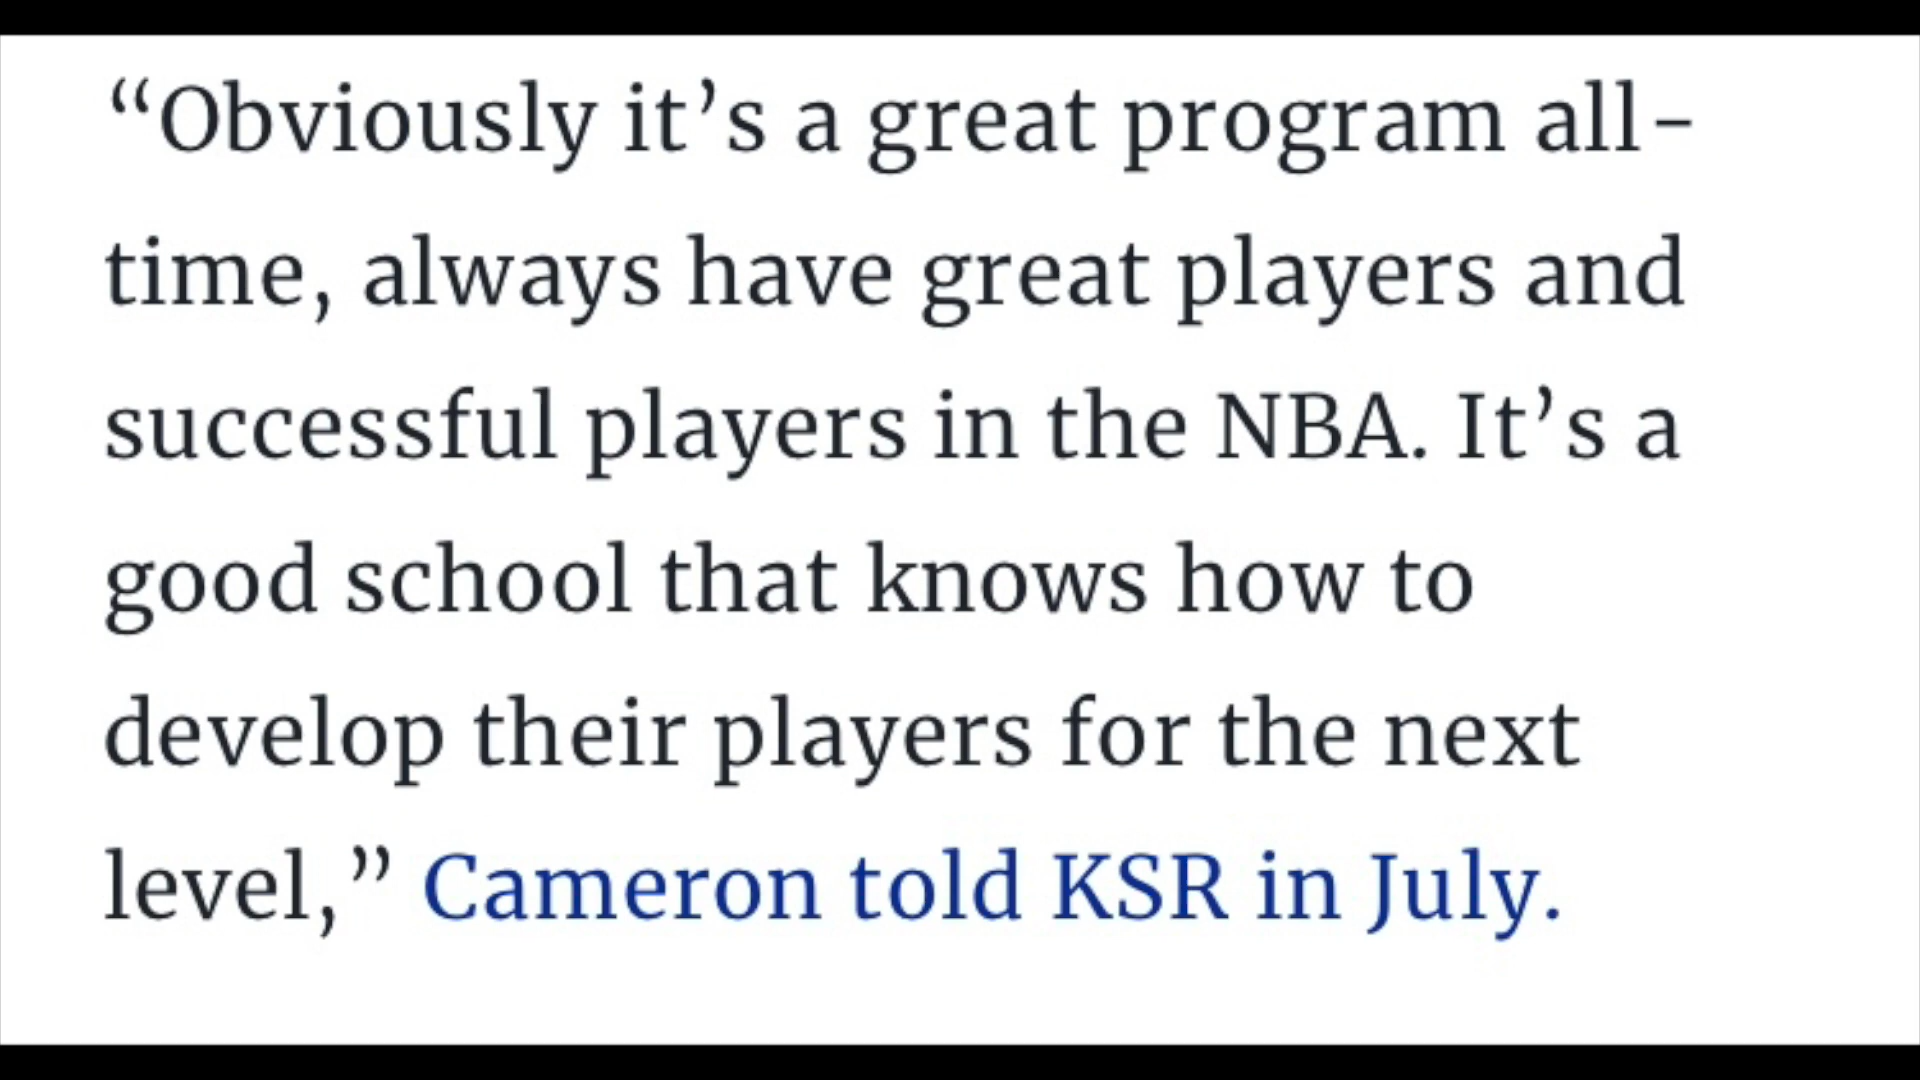 “Obviously it’s a great program all-
time, always have great players and
successful players in the NBA. It’s a
good school that knows how to
develop their players for the next
level,” Cameron told KSR in July.